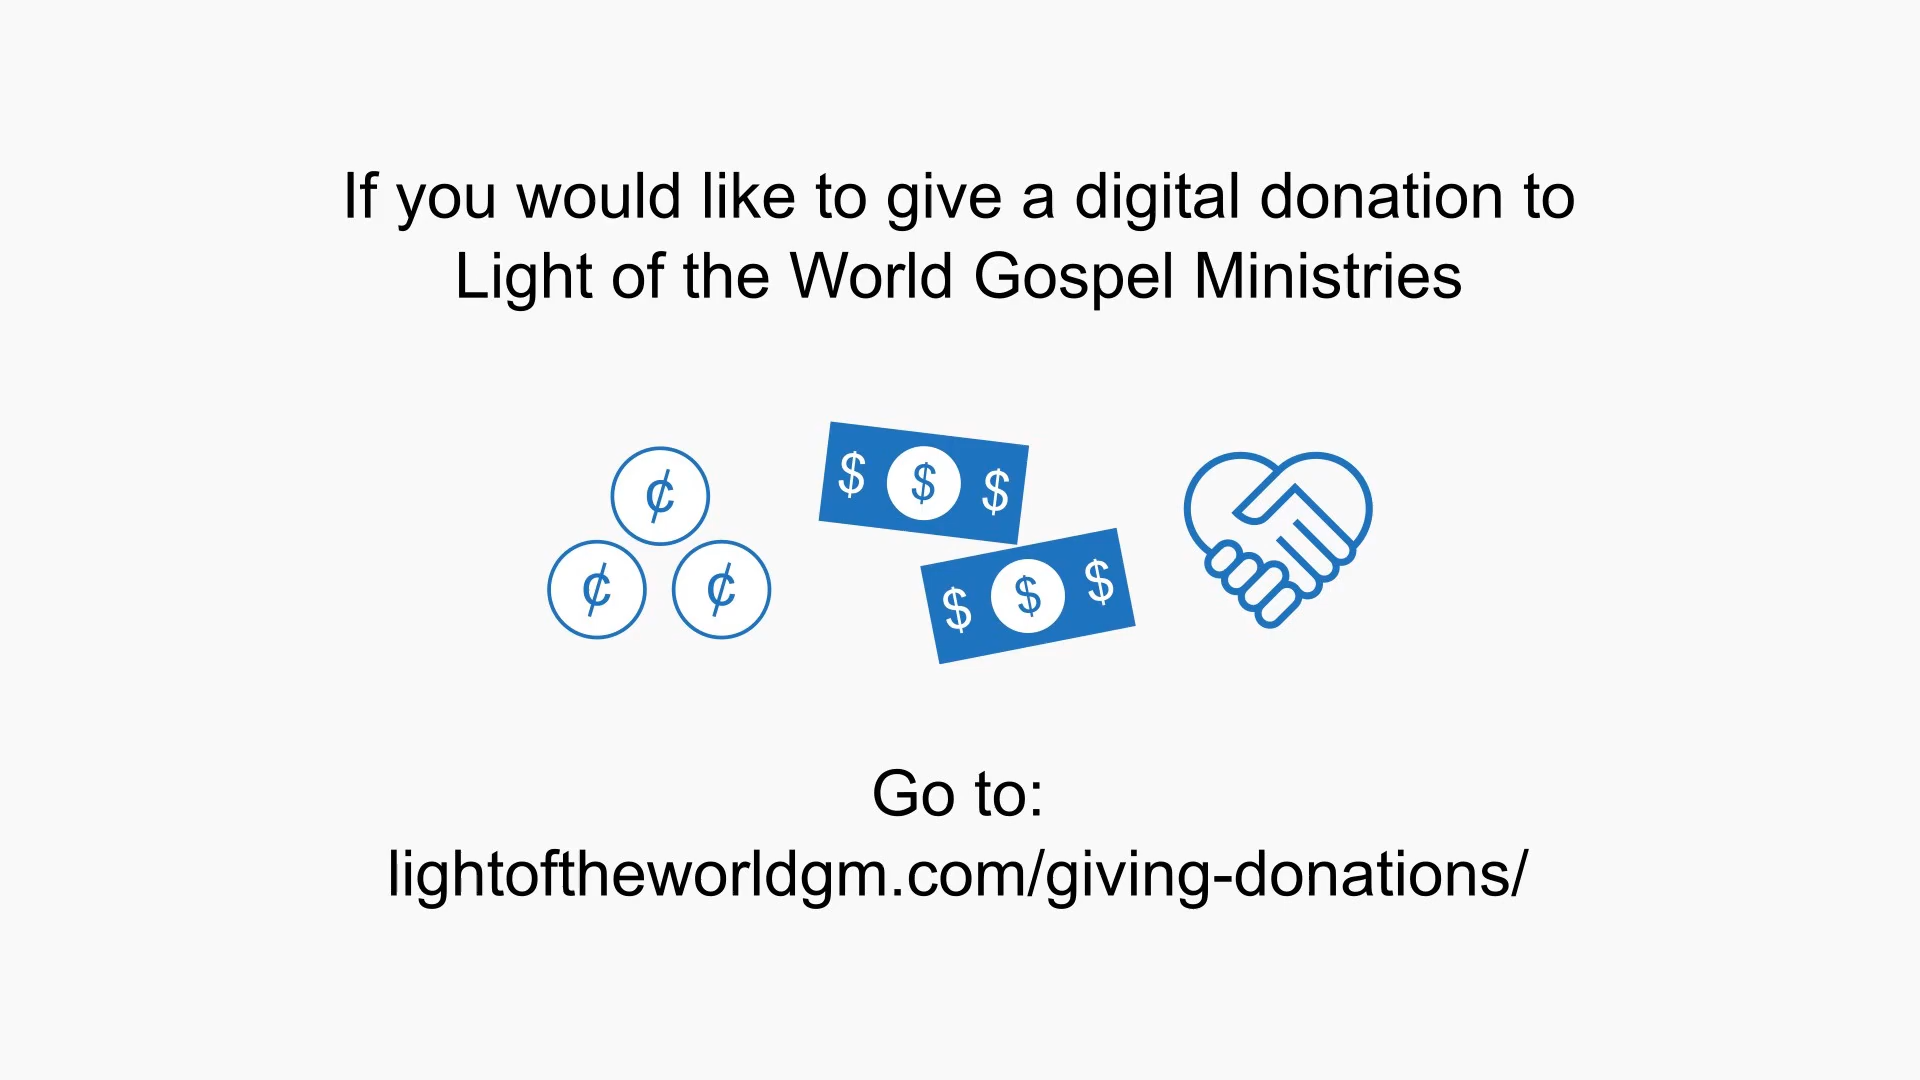 If you would like to give a digital donation to
Light of the World Gospel Ministries
¢
¢ ¢
$ $ $
$ $ $
Go to:
lightoftheworldgm.com/giving-donations/